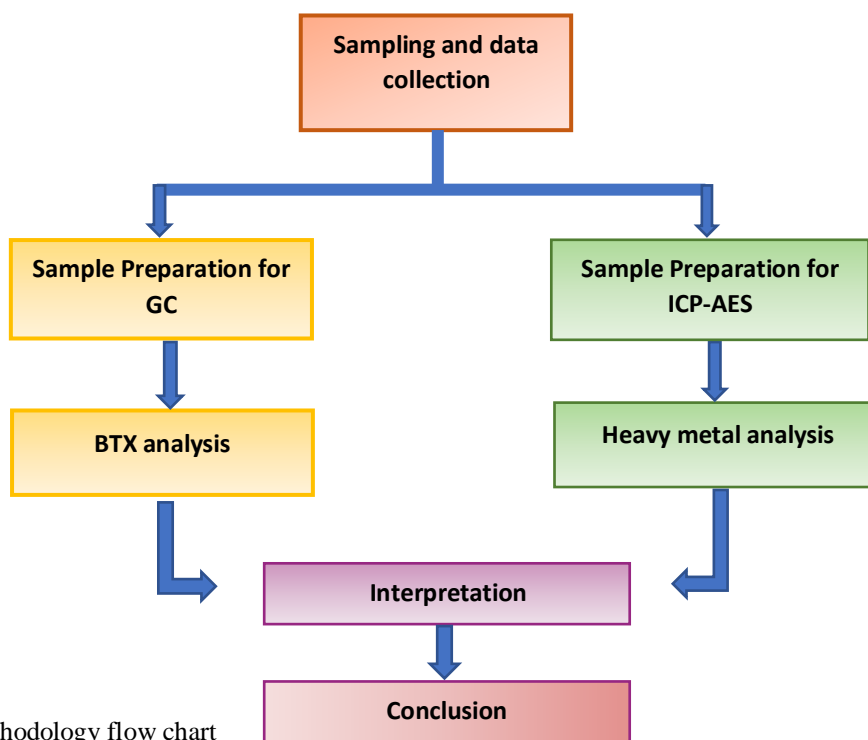 Sampling and data
collection
Sample Preparation for
GC
Sample Preparation for
ICP-AES
BTX analysis
Heavy metal analysis
Interpretation
Conclusion
hodology flow chart